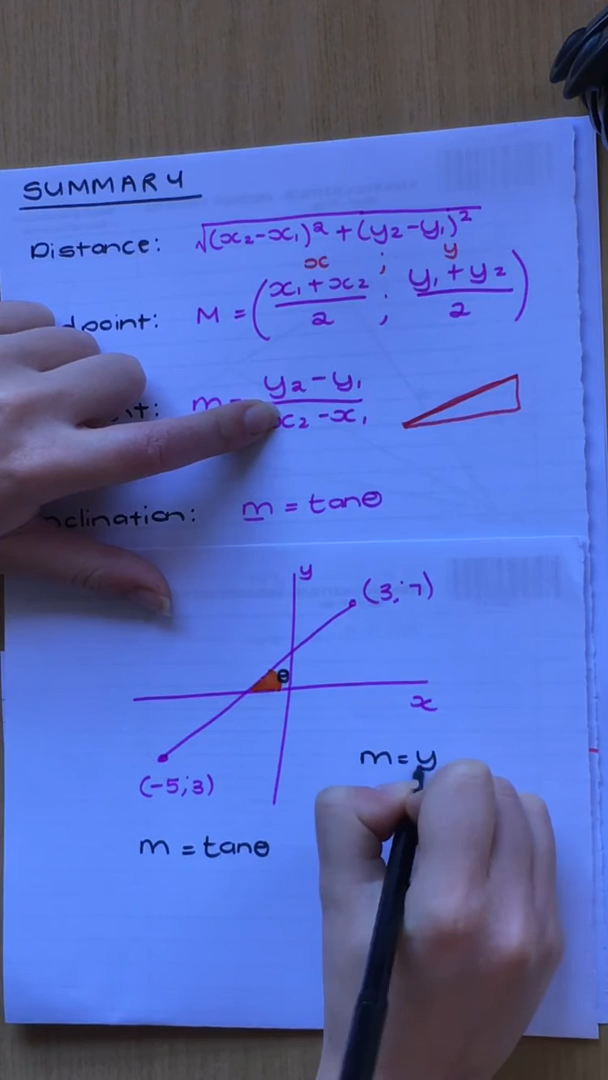 SUMMARY
Distance: √(x₂-x₁)² + (y₂-y₁)²
x ; y
point: M = (x₁ + x₂ / 2 ; y₁ + y₂ / 2)
m = y₂ - y₁ / x₂ - x₁
nclination: m = tanθ
y
(3;7)
θ
x
(-5;3)
m = y
m = tanθ